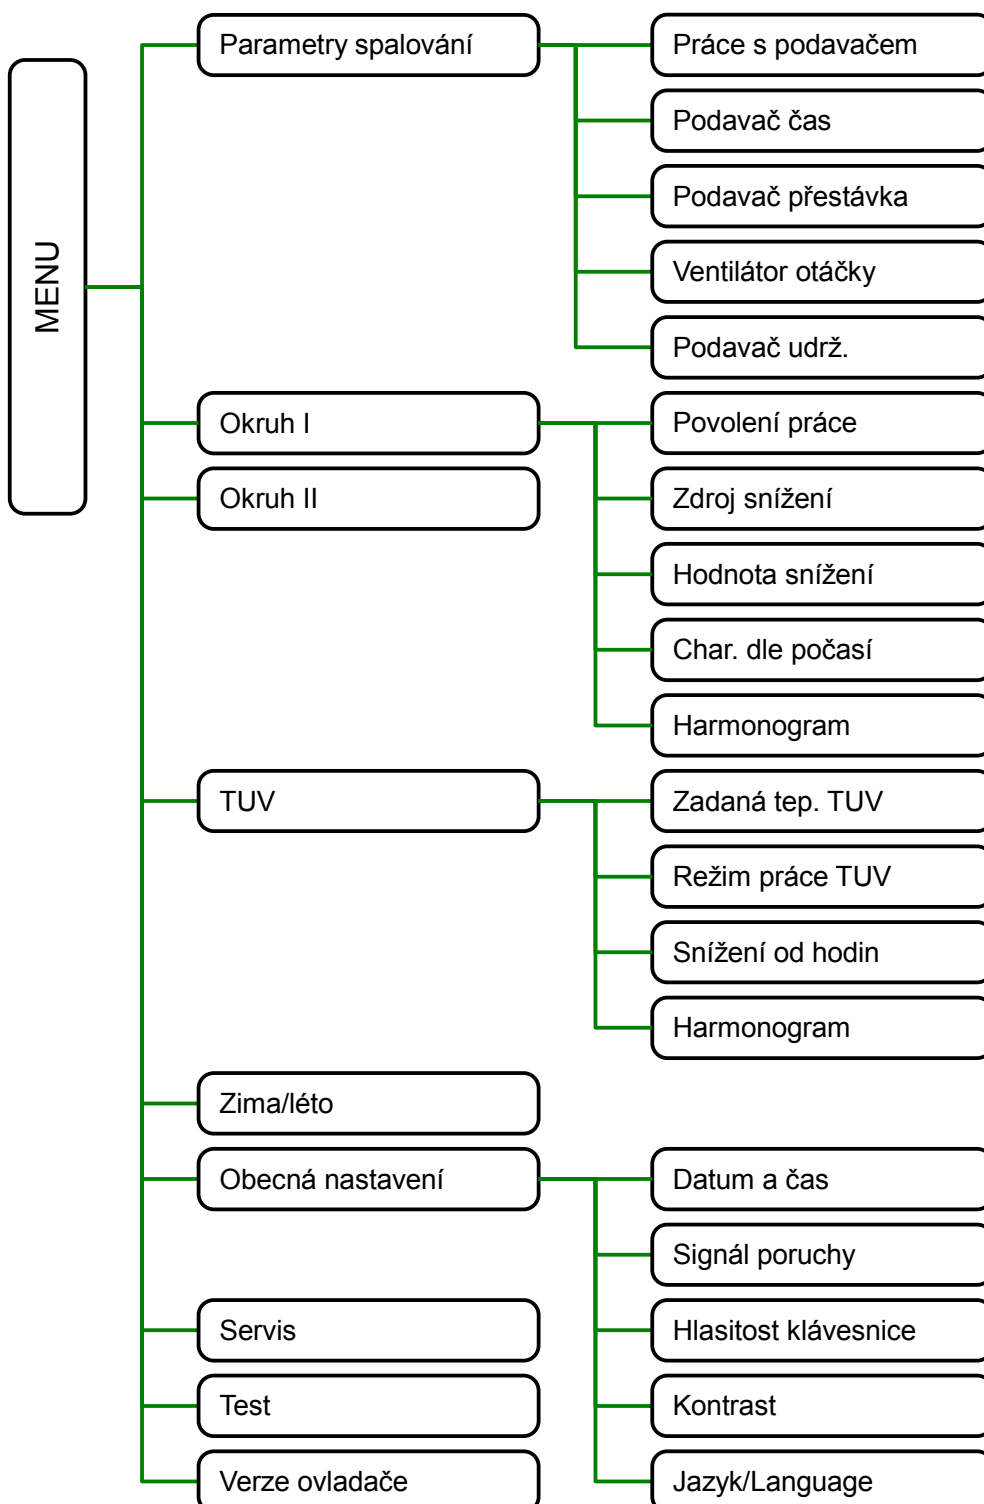 MENU
Parametry spalování
Práce s podavačem
Podavač čas
Podavač přestávka
Ventilátor otáčky
Podavač udrž.
Okruh I
Povolení práce
Okruh II
Zdroj snížení
Hodnota snížení
Char. dle počasí
Harmonogram
TUV
Zadaná tep. TUV
Režim práce TUV
Snížení od hodin
Harmonogram
Zima/léto
Obecná nastavení
Datum a čas
Signál poruchy
Servis
Hlasitost klávesnice
Test
Kontrast
Verze ovladače
Jazyk/Language